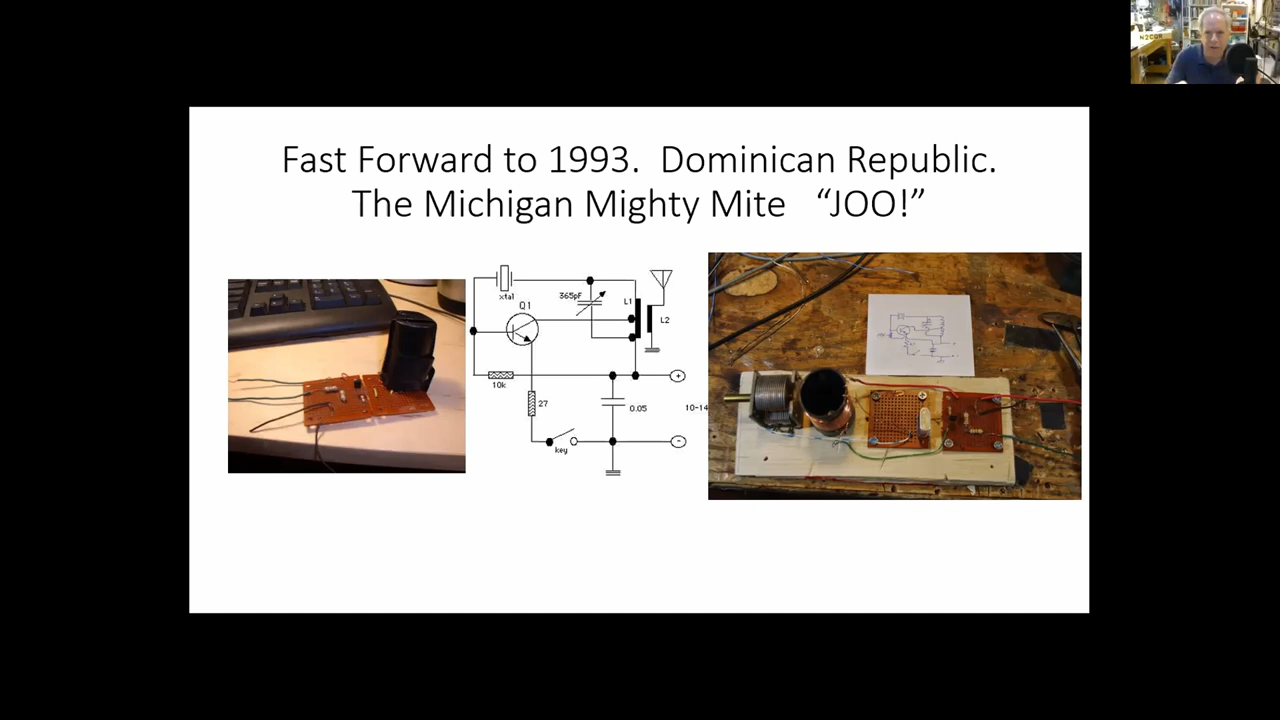 N2CQR
Fast Forward to 1993. Dominican Republic.
The Michigan Mighty Mite “JOO!”
xtal
365pF
Q1
L1
L2
10k
27
0.05
10-14
key
+
-